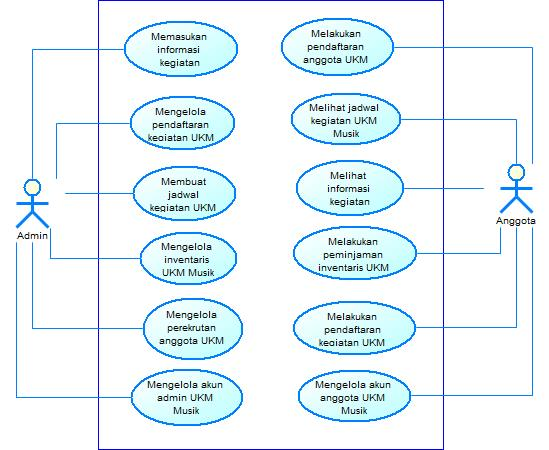 Memasukan
informasi
kegiatan
Mengelola
pendaftaran
kegiatan UKM
Membuat
jadwal
kegiatan UKM
Admin
Mengelola
inventaris
UKM Musik
Mengelola
perekrutan
anggota UKM
Mengelola akun
admin UKM
Musik
Melakukan
pendaftaran
anggota UKM
Melihat jadwal
kegiatan UKM
Musik
Melihat
informasi
kegiatan
Anggota
Melakukan
peminjaman
inventaris UKM
Melakukan
pendaftaran
kegiatan UKM
Mengelola akun
anggota UKM
Musik